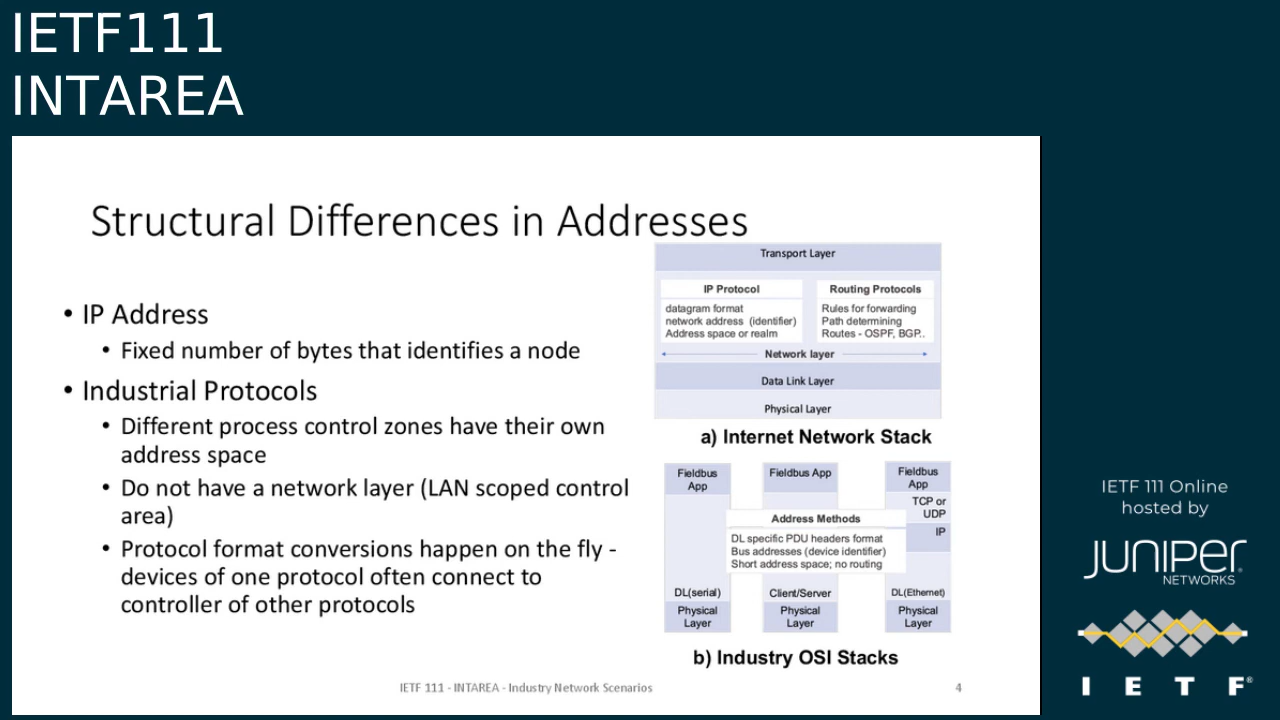 IETF111
INTAREA
Structural Differences in Addresses
• IP Address
• Fixed number of bytes that identifies a node
• Industrial Protocols
• Different process control zones have their own
address space
• Do not have a network layer (LAN scoped control
area)
• Protocol format conversions happen on the fly -
devices of one protocol often connect to
controller of other protocols
Transport Layer
IP Protocol
datagram format
network address (identifier)
Address space or realm
Routing Protocols
Rules for forwarding
Path determining
Routes - OSPF, BGP..
Network layer
Data Link Layer
Physical Layer
a) Internet Network Stack
Fieldbus
App
Fieldbus App
Fieldbus
App
TCP or
UDP
IP
Address Methods
DL specific PDU headers format
Bus addresses (device identifier)
Short address space; no routing
DL(serial)
Client/Server
DL(Ethernet)
Physical
Layer
Physical
Layer
Physical
Layer
b) Industry OSI Stacks
IETF 111 - INTAREA - Industry Network Scenarios
4
IETF 111 Online
hosted by
JUNIPER
NETWORKS
I E T F®